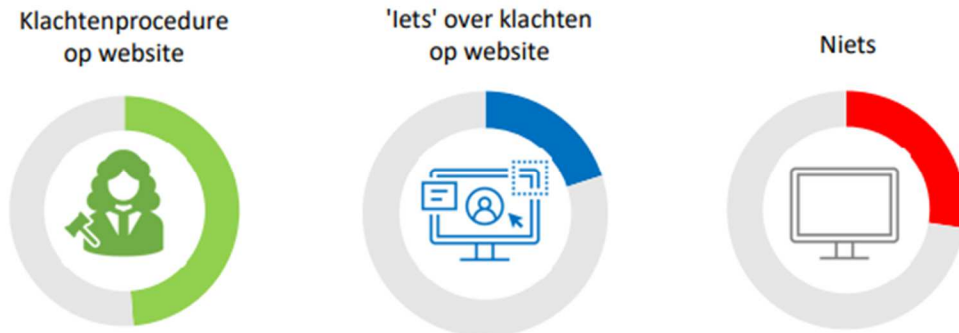 Klachtenprocedure
op website
'Iets' over klachten
op website
Niets